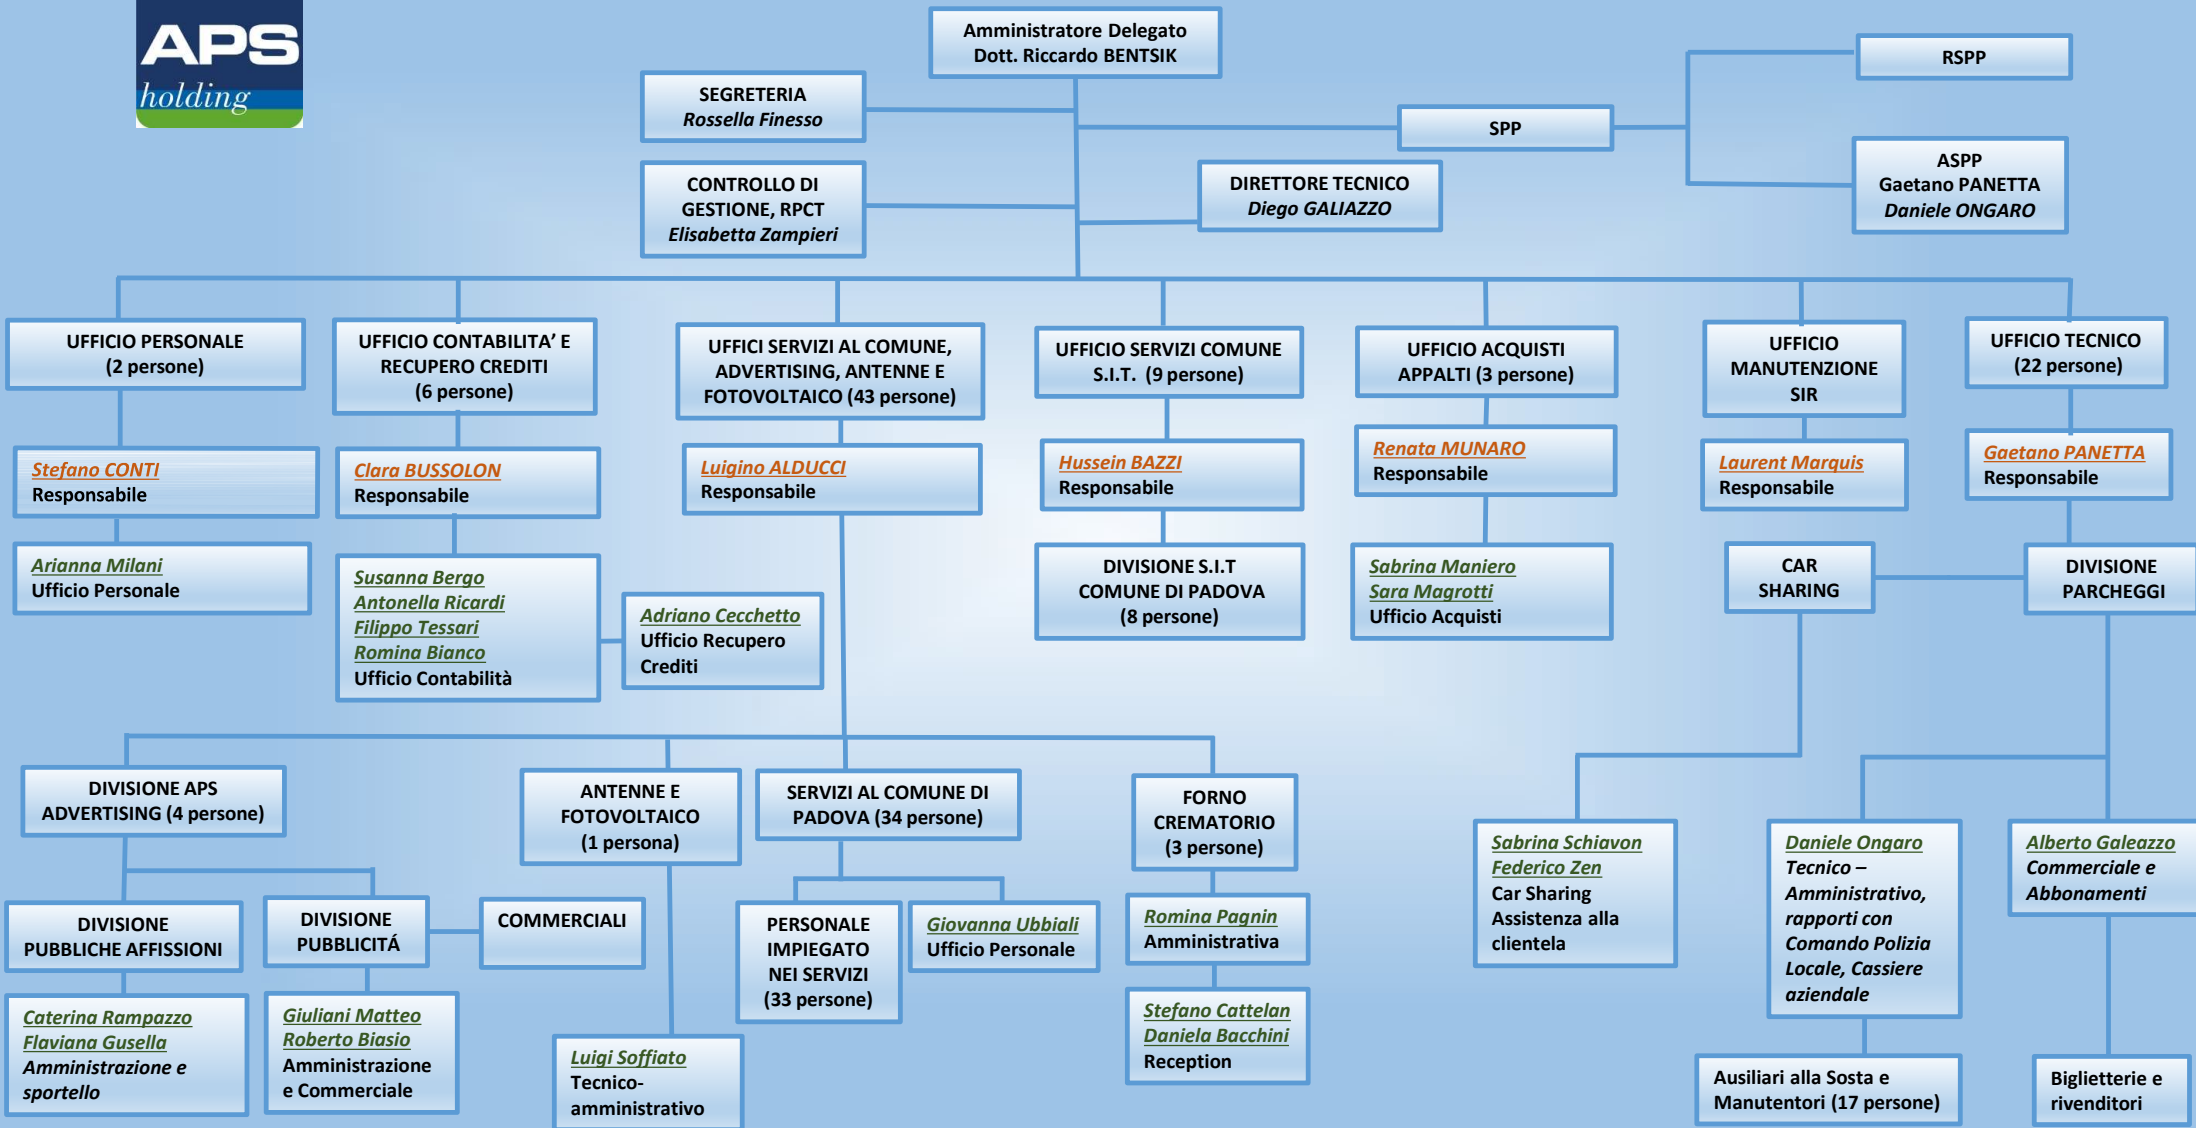 APS
holding
Amministratore Delegato
Dott. Riccardo BENTSIK
SEGRETERIA
Rossella Finesso
SPP
RSPP
ASPP
Gaetano PANETTA
Daniele ONGARO
CONTROLLO DI
GESTIONE, RPCT
Elisabetta Zampieri
DIRETTORE TECNICO
Diego GALIAZZO
UFFICIO PERSONALE
(2 persone)
UFFICIO CONTABILITA’ E
RECUPERO CREDITI
(6 persone)
UFFICI SERVIZI AL COMUNE,
ADVERTISING, ANTENNE E
FOTOVOLTAICO (43 persone)
UFFICIO SERVIZI COMUNE
S.I.T. (9 persone)
UFFICIO ACQUISTI
APPALTI (3 persone)
UFFICIO
MANUTENZIONE
SIR
UFFICIO TECNICO
(22 persone)
Stefano CONTI
Responsabile
Clara BUSSOLON
Responsabile
Luigino ALDUCCI
Responsabile
Hussein BAZZI
Responsabile
Renata MUNARO
Responsabile
Laurent Marquis
Responsabile
Gaetano PANETTA
Responsabile
Arianna Milani
Ufficio Personale
Susanna Bergo
Antonella Ricardi
Filippo Tessari
Romina Bianco
Ufficio Contabilità
Adriano Cecchetto
Ufficio Recupero
Crediti
DIVISIONE S.I.T
COMUNE DI PADOVA
(8 persone)
Sabrina Maniero
Sara Magrotti
Ufficio Acquisti
CAR
SHARING
DIVISIONE
PARCHEGGI
DIVISIONE APS
ADVERTISING (4 persone)
ANTENNE E
FOTOVOLTAICO
(1 persona)
SERVIZI AL COMUNE DI
PADOVA (34 persone)
FORNO
CREMATORIO
(3 persone)
Sabrina Schiavon
Federico Zen
Car Sharing
Assistenza alla
clientela
Daniele Ongaro
Tecnico –
Amministrativo,
rapporti con
Comando Polizia
Locale, Cassiere
aziendale
Alberto Galeazzo
Commerciale e
Abbonamenti
DIVISIONE
PUBBLICHE AFFISSIONI
DIVISIONE
PUBBLICITÁ
COMMERCIALI
PERSONALE
IMPIEGATO
NEI SERVIZI
(33 persone)
Giovanna Ubbiali
Ufficio Personale
Romina Pagnin
Amministrativa
Caterina Rampazzo
Flaviana Gusella
Amministrazione e
sportello
Giuliani Matteo
Roberto Biasio
Amministrazione
e Commerciale
Luigi Soffiato
Tecnico-
amministrativo
Stefano Cattelan
Daniela Bacchini
Reception
Ausiliari alla Sosta e
Manutentori (17 persone)
Biglietterie e
rivenditori